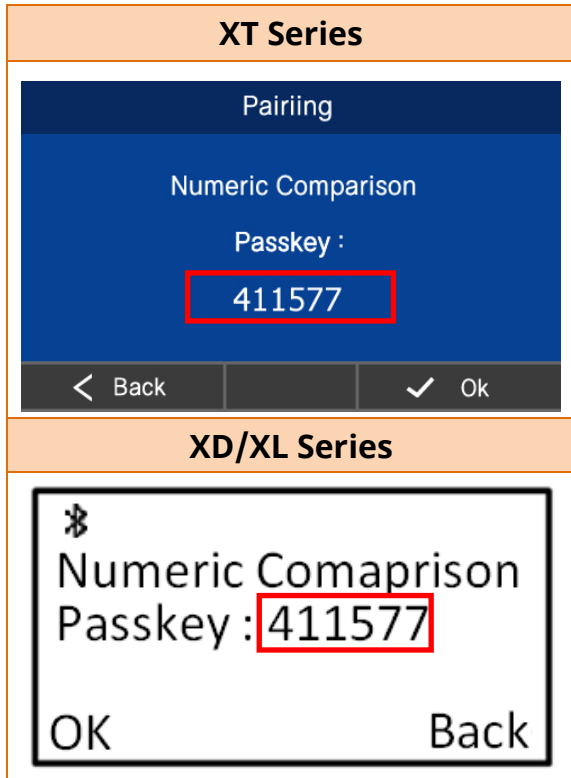 XT Series
Pairiing
Numeric Comparison
Passkey :
411577
Back Ok
XD/XL Series
Numeric Comaprison
Passkey : 411577
OK Back